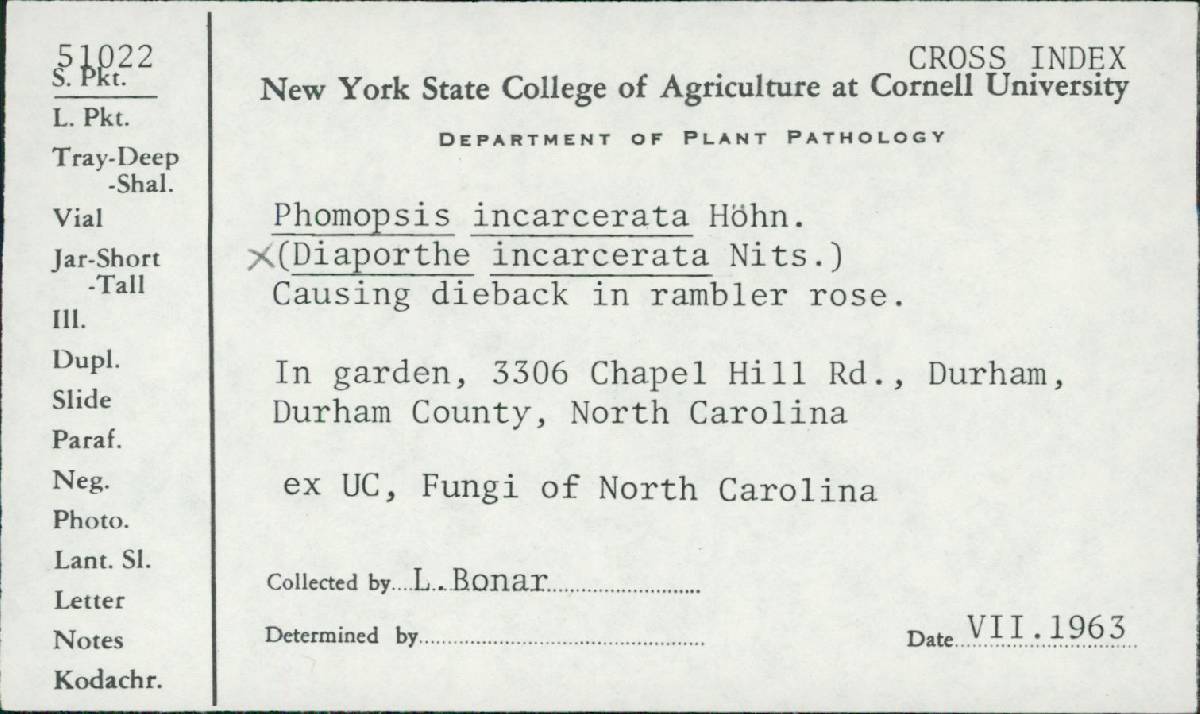 51022
S. Pkt.
L. Pkt.
Tray-Deep
-Shal.
Vial
Jar-Short
-Tall
Ill.
Dupl.
Slide
Paraf.
Neg.
Photo.
Lant. Sl.
Letter
Notes
Kodachr.
CROSS INDEX
New York State College of Agriculture at Cornell University
DEPARTMENT OF PLANT PATHOLOGY
Phomopsis incarcerata Höhn.
X(Diaporthe incarcerata Nits.)
Causing dieback in rambler rose.
In garden, 3306 Chapel Hill Rd., Durham,
Durham County, North Carolina
ex UC, Fungi of North Carolina
Collected by L. Bonar
Determined by
Date VII.1963